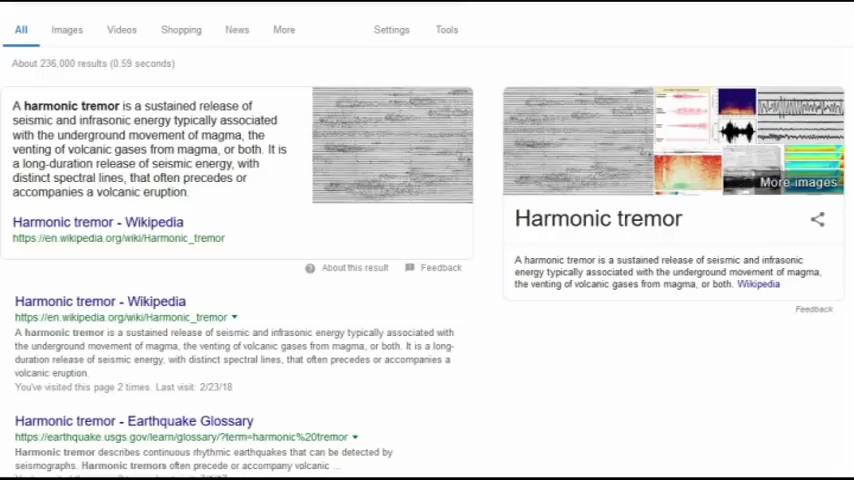 All Images Videos Shopping News More Settings Tools
About 236,000 results (0.59 seconds)
A harmonic tremor is a sustained release of
seismic and infrasonic energy typically associated
with the underground movement of magma, the
venting of volcanic gases from magma, or both. It is
a long-duration release of seismic energy, with
distinct spectral lines, that often precedes or
accompanies a volcanic eruption.
Harmonic tremor - Wikipedia
https://en.wikipedia.org/wiki/Harmonic_tremor
About this result Feedback
Harmonic tremor - Wikipedia
https://en.wikipedia.org/wiki/Harmonic_tremor
A harmonic tremor is a sustained release of seismic and infrasonic energy typically associated with
the underground movement of magma, the venting of volcanic gases from magma, or both. It is a long-
duration release of seismic energy, with distinct spectral lines, that often precedes or accompanies a
volcanic eruption.
You've visited this page 2 times. Last visit: 2/23/18
Harmonic tremor - Earthquake Glossary
https://earthquake.usgs.gov/learn/glossary/?term=harmonic%20tremor
Harmonic tremor describes continuous rhythmic earthquakes that can be detected by
seismographs. Harmonic tremors often precede or accompany volcanic ...
More images
Harmonic tremor
A harmonic tremor is a sustained release of seismic and infrasonic
energy typically associated with the underground movement of magma,
the venting of volcanic gases from magma, or both. Wikipedia
Feedback